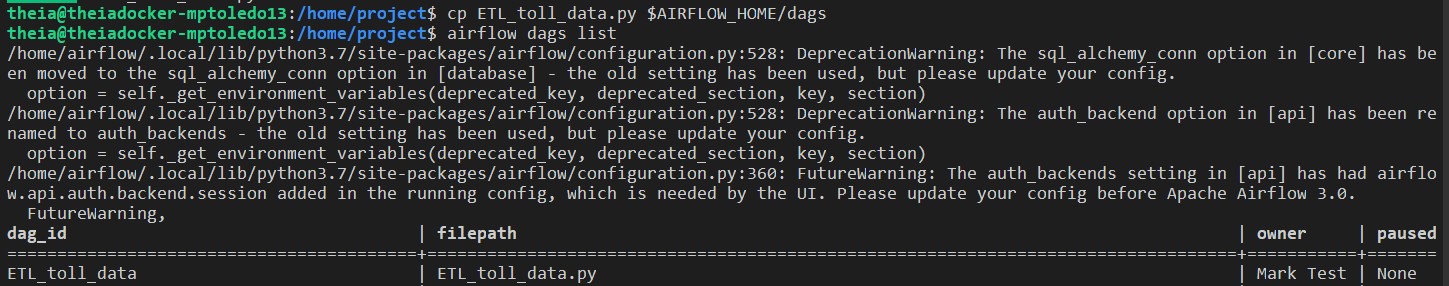 theia@theiadocker-mptoledo13:/home/project$ cp ETL_toll_data.py $AIRFLOW_HOME/dags
theia@theiadocker-mptoledo13:/home/project$ airflow dags list
/home/airflow/.local/lib/python3.7/site-packages/airflow/configuration.py:528: DeprecationWarning: The sql_alchemy_conn option in [core] has be
en moved to the sql_alchemy_conn option in [database] - the old setting has been used, but please update your config.
  option = self._get_environment_variables(deprecated_key, deprecated_section, key, section)
/home/airflow/.local/lib/python3.7/site-packages/airflow/configuration.py:528: DeprecationWarning: The auth_backend option in [api] has been re
named to auth_backends - the old setting has been used, but please update your config.
  option = self._get_environment_variables(deprecated_key, deprecated_section, key, section)
/home/airflow/.local/lib/python3.7/site-packages/airflow/configuration.py:360: FutureWarning: The auth_backends setting in [api] has had airflo
w.api.auth.backend.session added in the running config, which is needed by the UI. Please update your config before Apache Airflow 3.0.
  FutureWarning,
dag_id | filepath | owner | paused
ETL_toll_data | ETL_toll_data.py | Mark Test | None